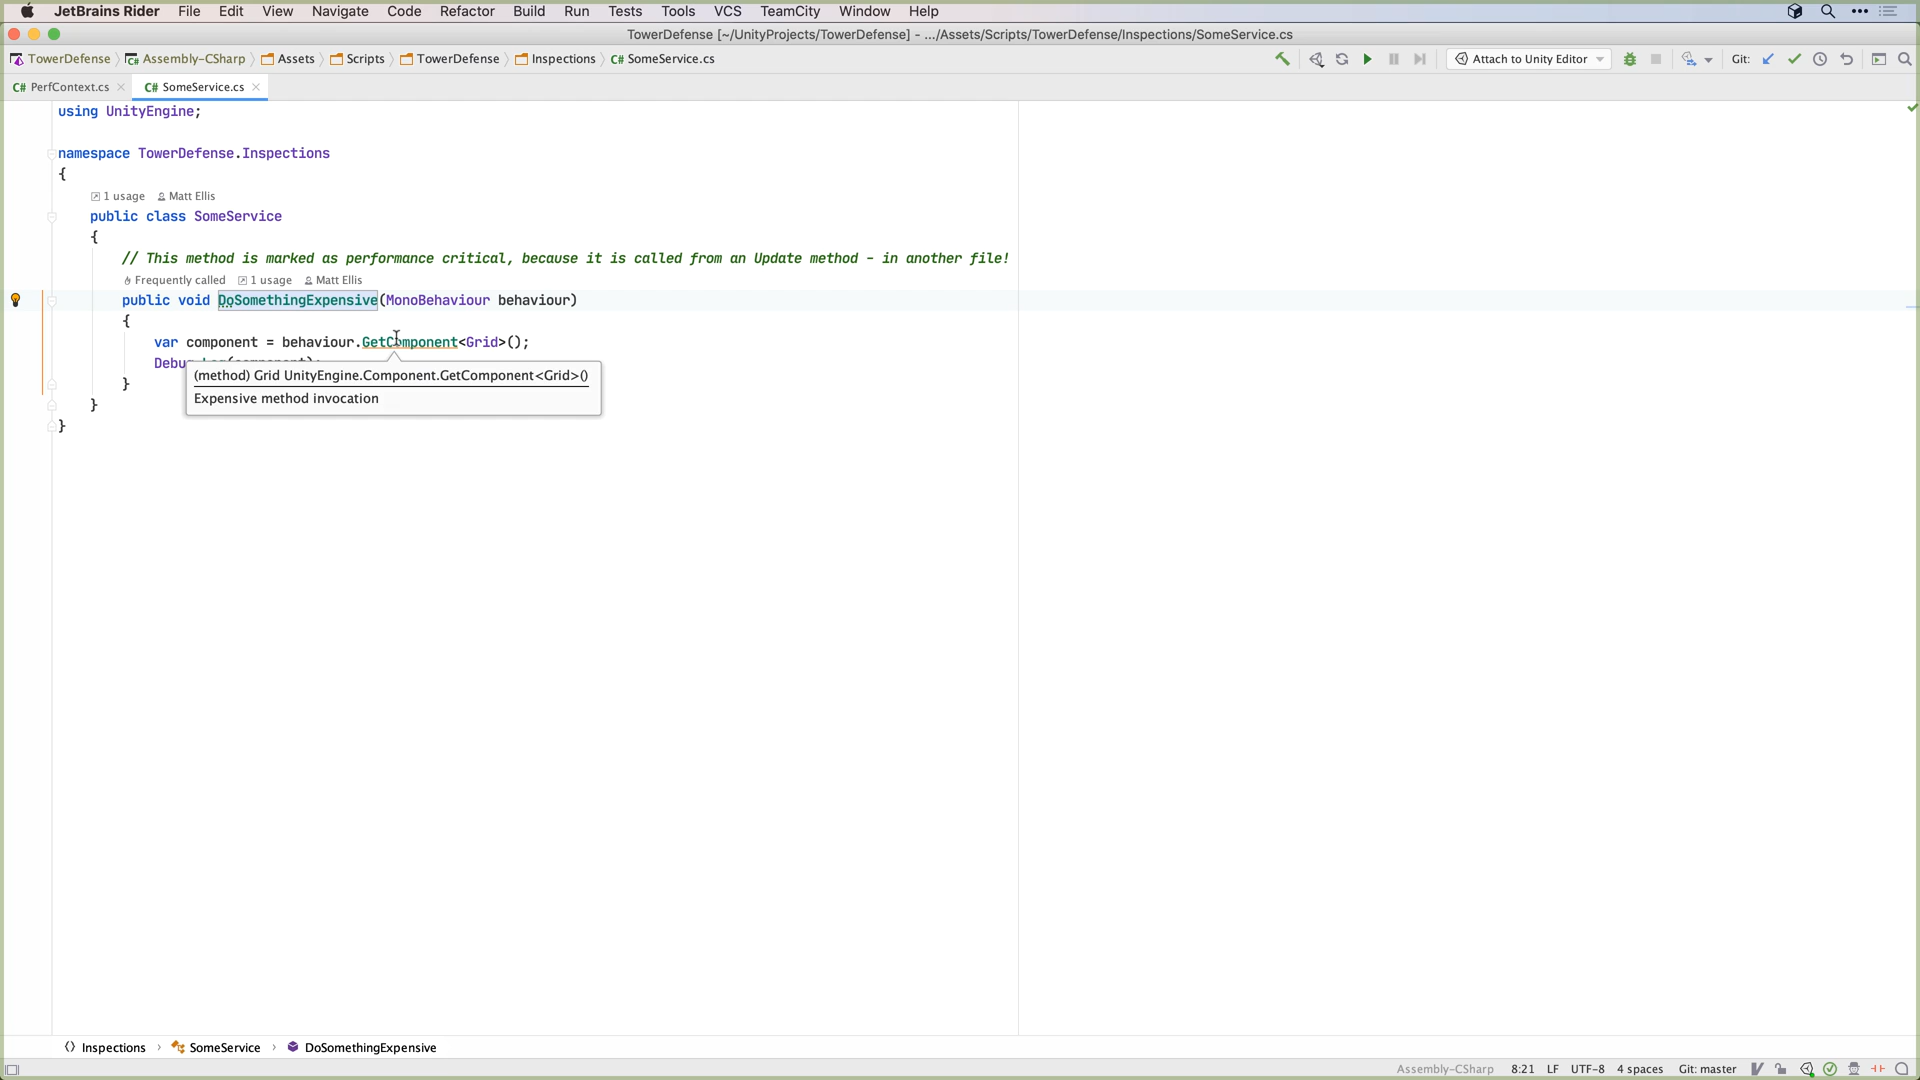 JetBrains Rider File Edit View Navigate Code Refactor Build Run Tests Tools VCS TeamCity Window Help
TowerDefense [~/UnityProjects/TowerDefense] - .../Assets/Scripts/TowerDefense/Inspections/SomeService.cs
TowerDefense Assembly-CSharp Assets Scripts TowerDefense Inspections C# SomeService.cs Attach to Unity Editor Git:
C# PerfContext.cs C# SomeService.cs
using UnityEngine;
namespace TowerDefense.Inspections
{
1 usage Matt Ellis
public class SomeService
{
// This method is marked as performance critical, because it is called from an Update method - in another file!
Frequently called 1 usage Matt Ellis
public void DoSomethingExpensive(MonoBehaviour behaviour)
{
var component = behaviour.GetComponent<Grid>();
Debu
(method) Grid UnityEngine.Component.GetComponent<Grid>()
Expensive method invocation
}
}
}
Inspections SomeService DoSomethingExpensive
Assembly-CSharp 8:21 LF UTF-8 4 spaces Git: master